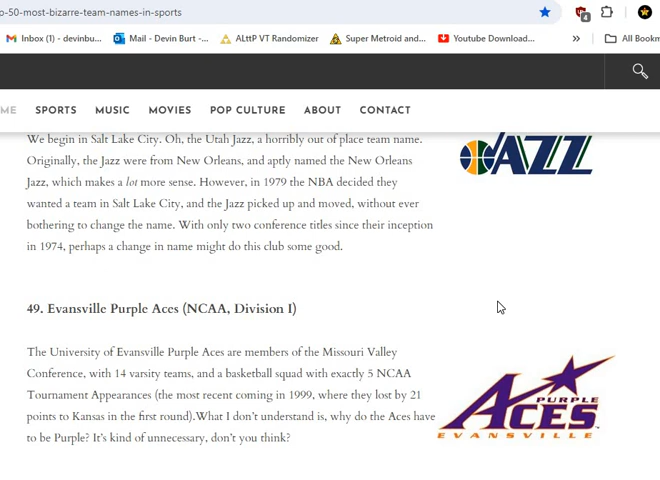 o-50-most-bizarre-team-names-in-sports
4
Inbox (1) - devinbu... Mail - Devin Burt -... ALttP VT Randomizer Super Metroid and... Youtube Download... » All Bookm
ME SPORTS MUSIC MOVIES POP CULTURE ABOUT CONTACT
We begin in Salt Lake City. Oh, the Utah Jazz, a horribly out of place team name.
Originally, the Jazz were from New Orleans, and aptly named the New Orleans
Jazz, which makes a lot more sense. However, in 1979 the NBA decided they
wanted a team in Salt Lake City, and the Jazz picked up and moved, without ever
bothering to change the name. With only two conference titles since their inception
in 1974, perhaps a change in name might do this club some good.
JAZZ
49. Evansville Purple Aces (NCAA, Division I)
The University of Evansville Purple Aces are members of the Missouri Valley
Conference, with 14 varsity teams, and a basketball squad with exactly 5 NCAA
Tournament Appearances (the most recent coming in 1999, where they lost by 21
points to Kansas in the first round).What I don't understand is, why do the Aces have
to be Purple? It's kind of unnecessary, don't you think?
PURPLE
ACES
EVANSVILLE